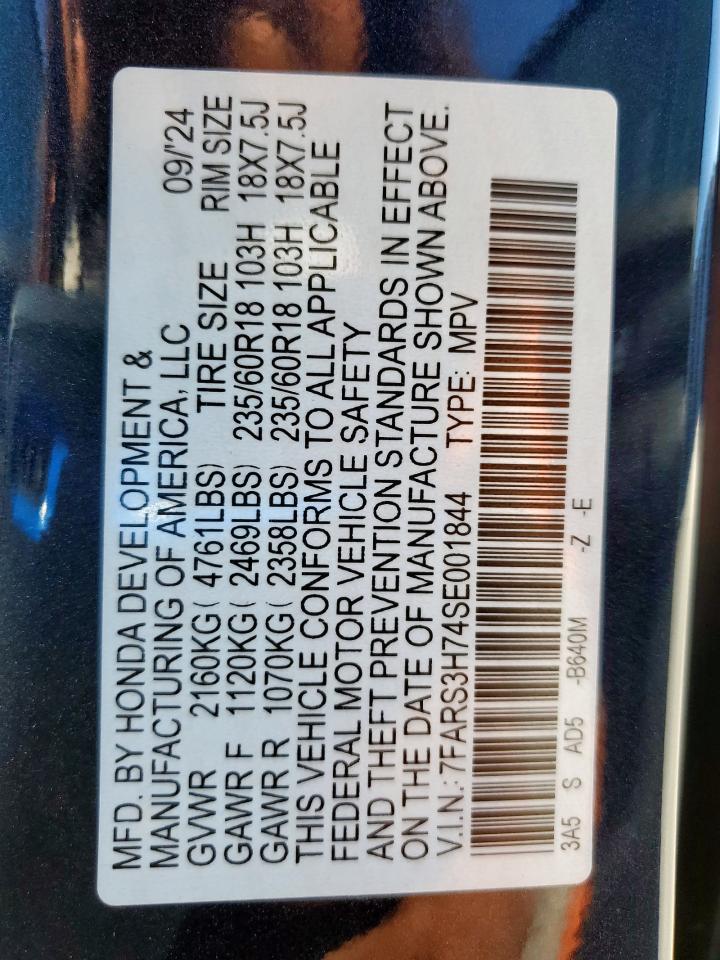 MFD. BY HONDA DEVELOPMENT &
MANUFACTURING OF AMERICA, LLC 09/'24
GVWR 2160KG( 4761LBS) TIRE SIZE RIM SIZE
GAWR F 1120KG( 2469LBS) 235/60R18 103H 18X7.5J
GAWR R 1070KG( 2358LBS) 235/60R18 103H 18X7.5J
THIS VEHICLE CONFORMS TO ALL APPLICABLE
FEDERAL MOTOR VEHICLE SAFETY
AND THEFT PREVENTION STANDARDS IN EFFECT
ON THE DATE OF MANUFACTURE SHOWN ABOVE.
V.I.N.: 7FARS3H74SE001844 TYPE: MPV
3A5 S AD5 -B640M -Z -E